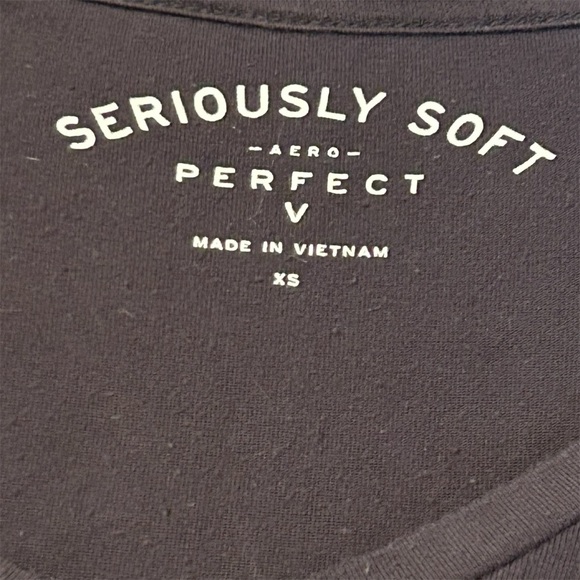 SERIOUSLY SOFT
-AERO-
PERFECT
V
MADE IN VIETNAM
XS